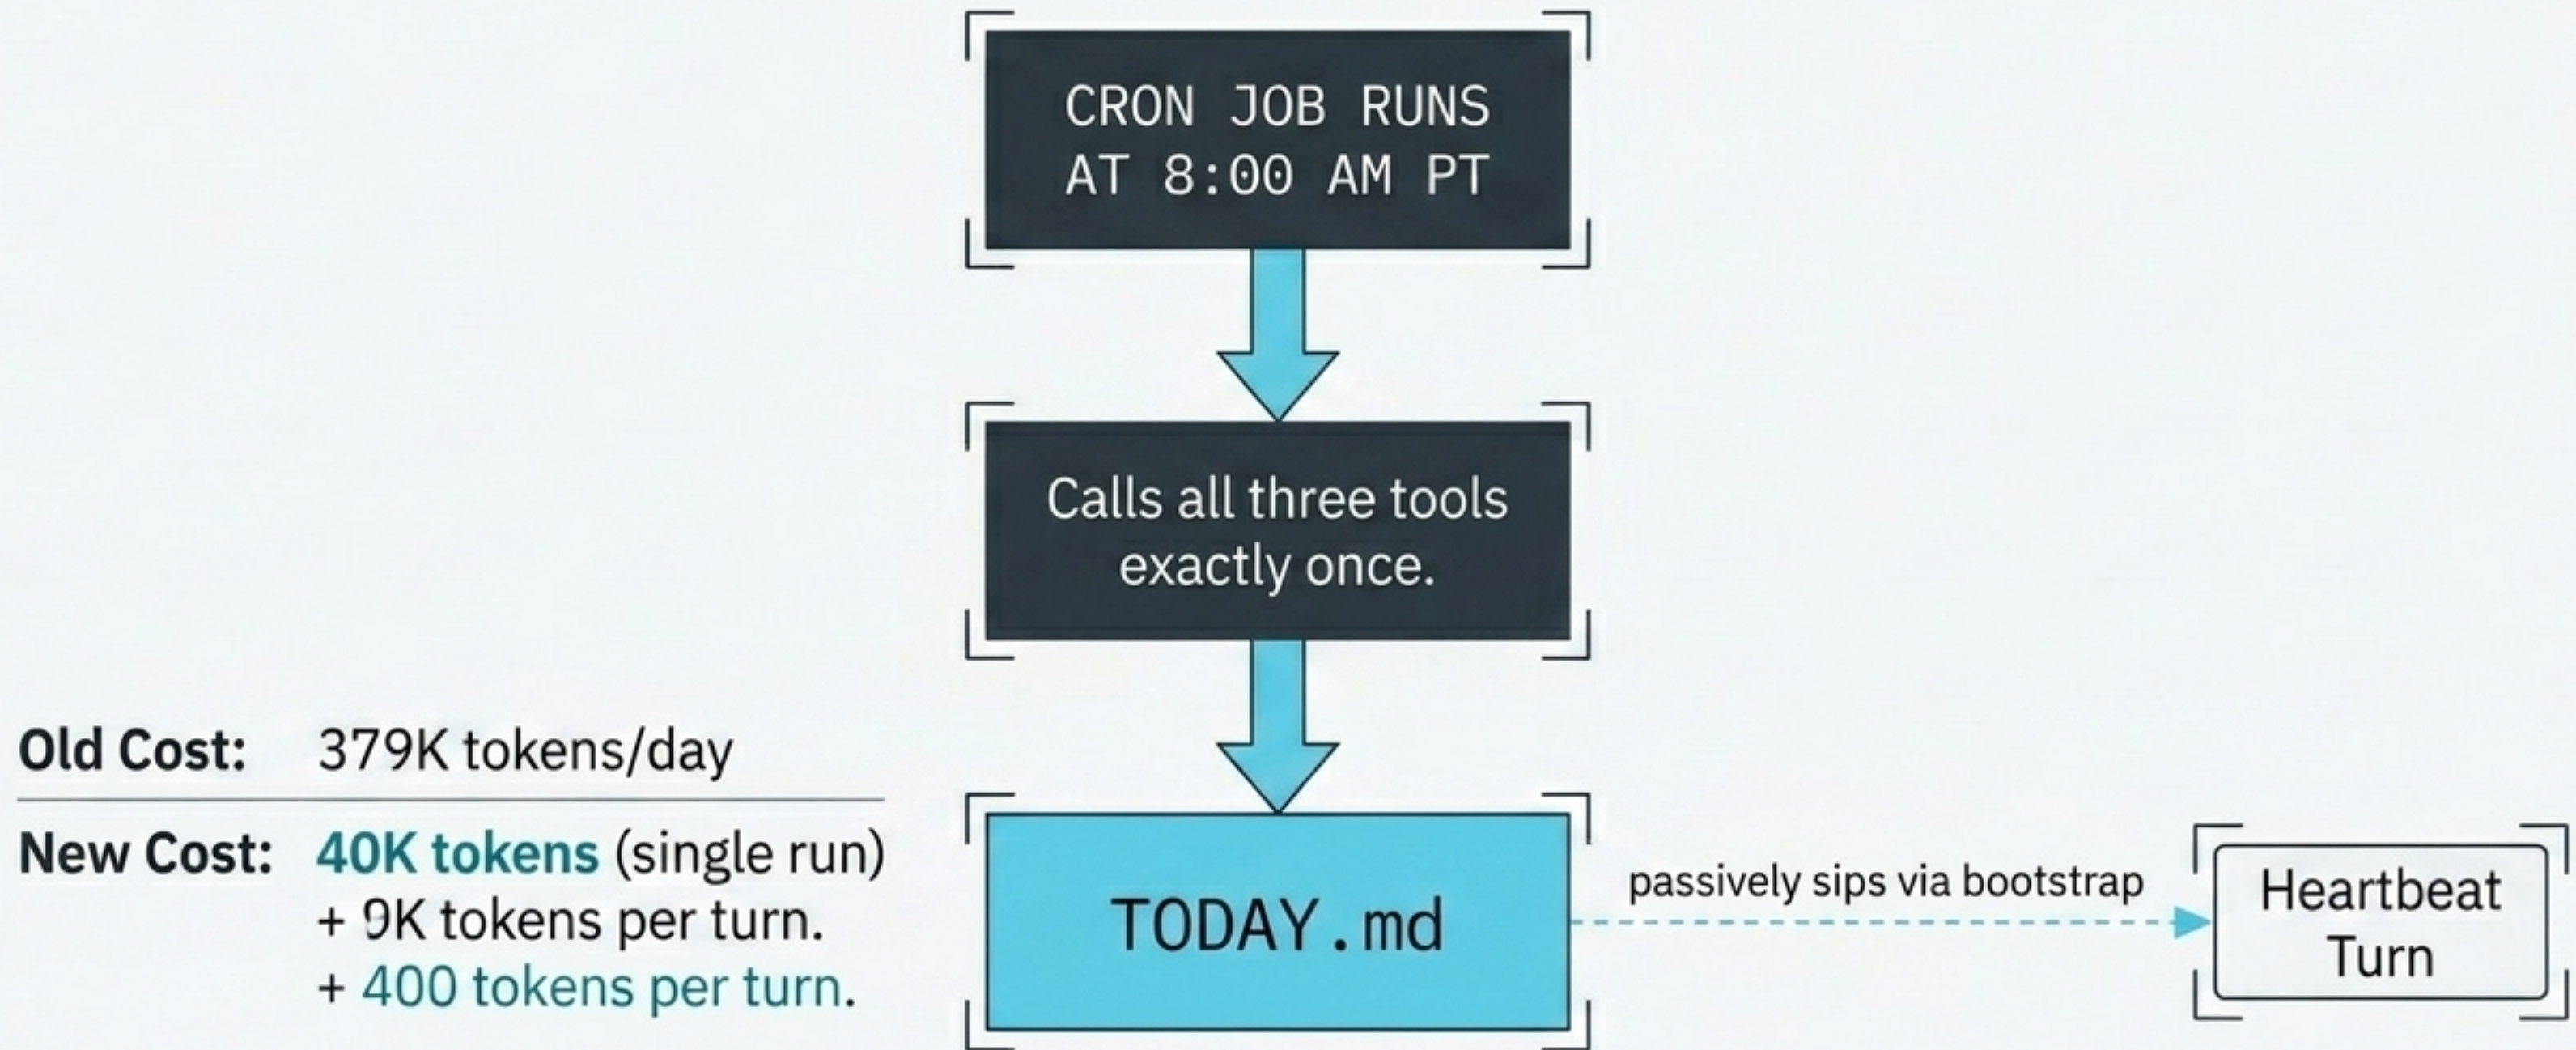 CRON JOB RUNS
AT 8:00 AM PT
Calls all three tools
exactly once.
Old Cost: 379K tokens/day
New Cost: 40K tokens (single run)
+ 9K tokens per turn.
+ 400 tokens per turn.
TODAY.md
passively sips via bootstrap
Heartbeat
Turn